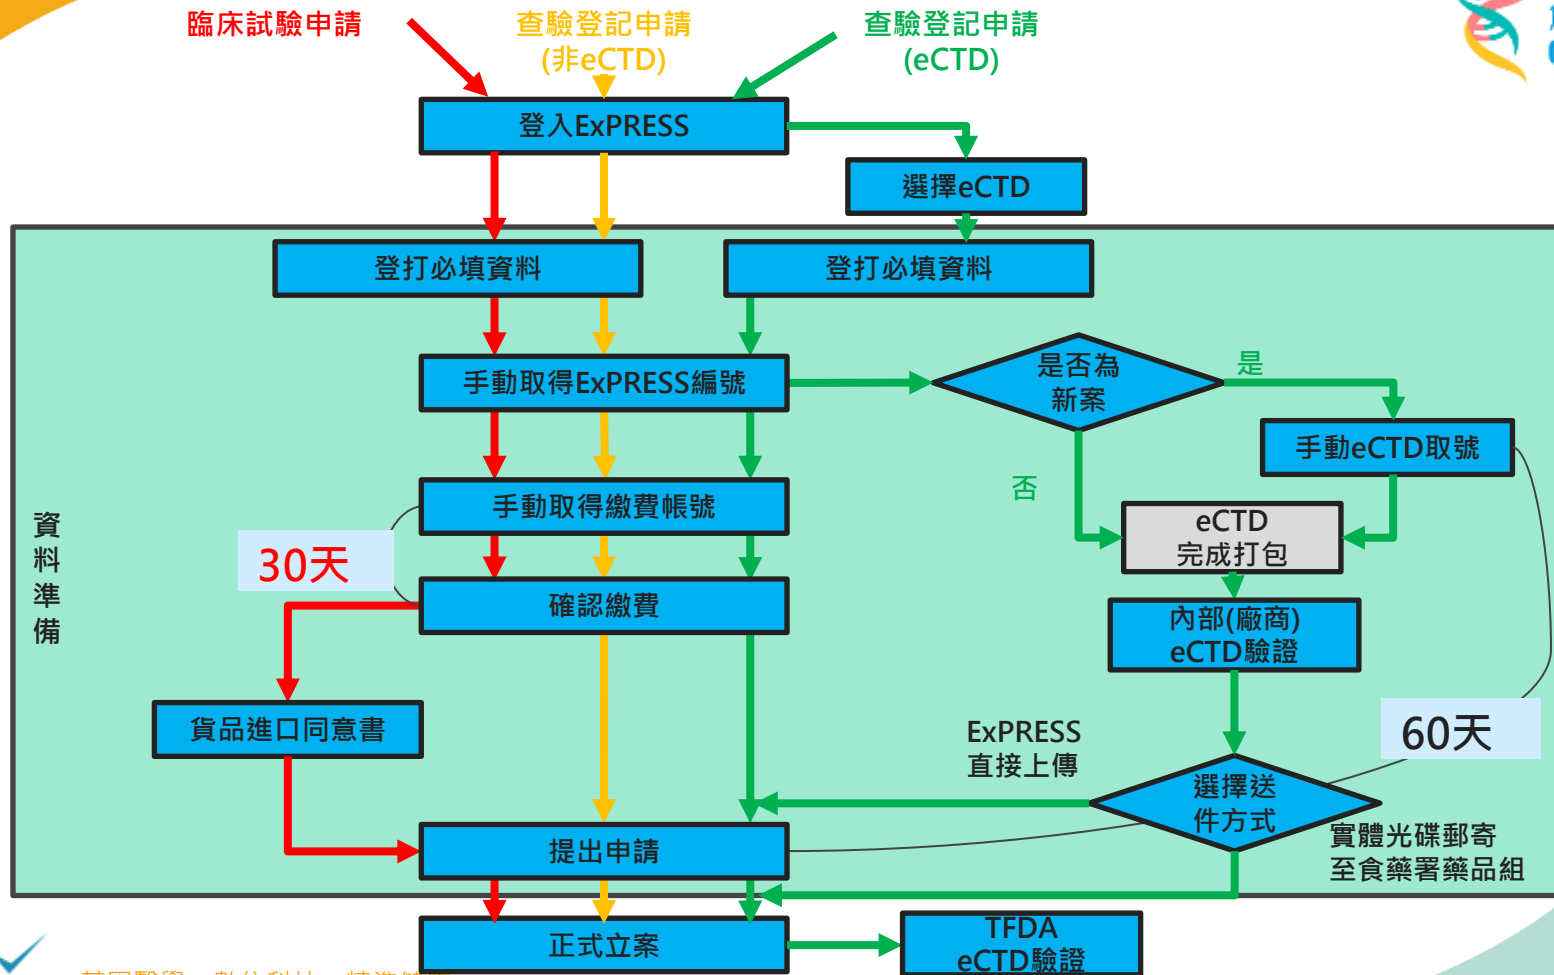 臨床試驗申請
查驗登記申請
(非eCTD)
查驗登記申請
(eCTD)
登入ExPRESS
選擇eCTD
登打必填資料
登打必填資料
手動取得ExPRESS編號
是否為
新案
是
手動eCTD取號
否
手動取得繳費帳號
eCTD
完成打包
資
料
準
備
30天
確認繳費
內部(廠商)
eCTD驗證
貨品進口同意書
ExPRESS
直接上傳
60天
選擇送
件方式
提出申請
實體光碟郵寄
至食藥署藥品組
正式立案
TFDA
eCTD驗證